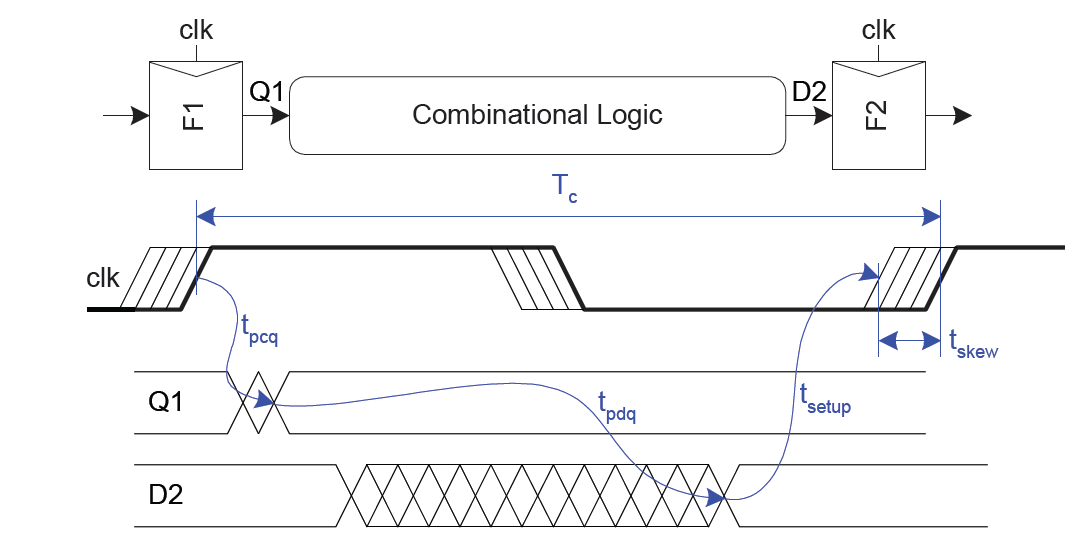 clk
clk
F1
Q1
Combinational Logic
D2
F2
Tc
clk
tpcq
tskew
Q1
tpdq
tsetup
D2